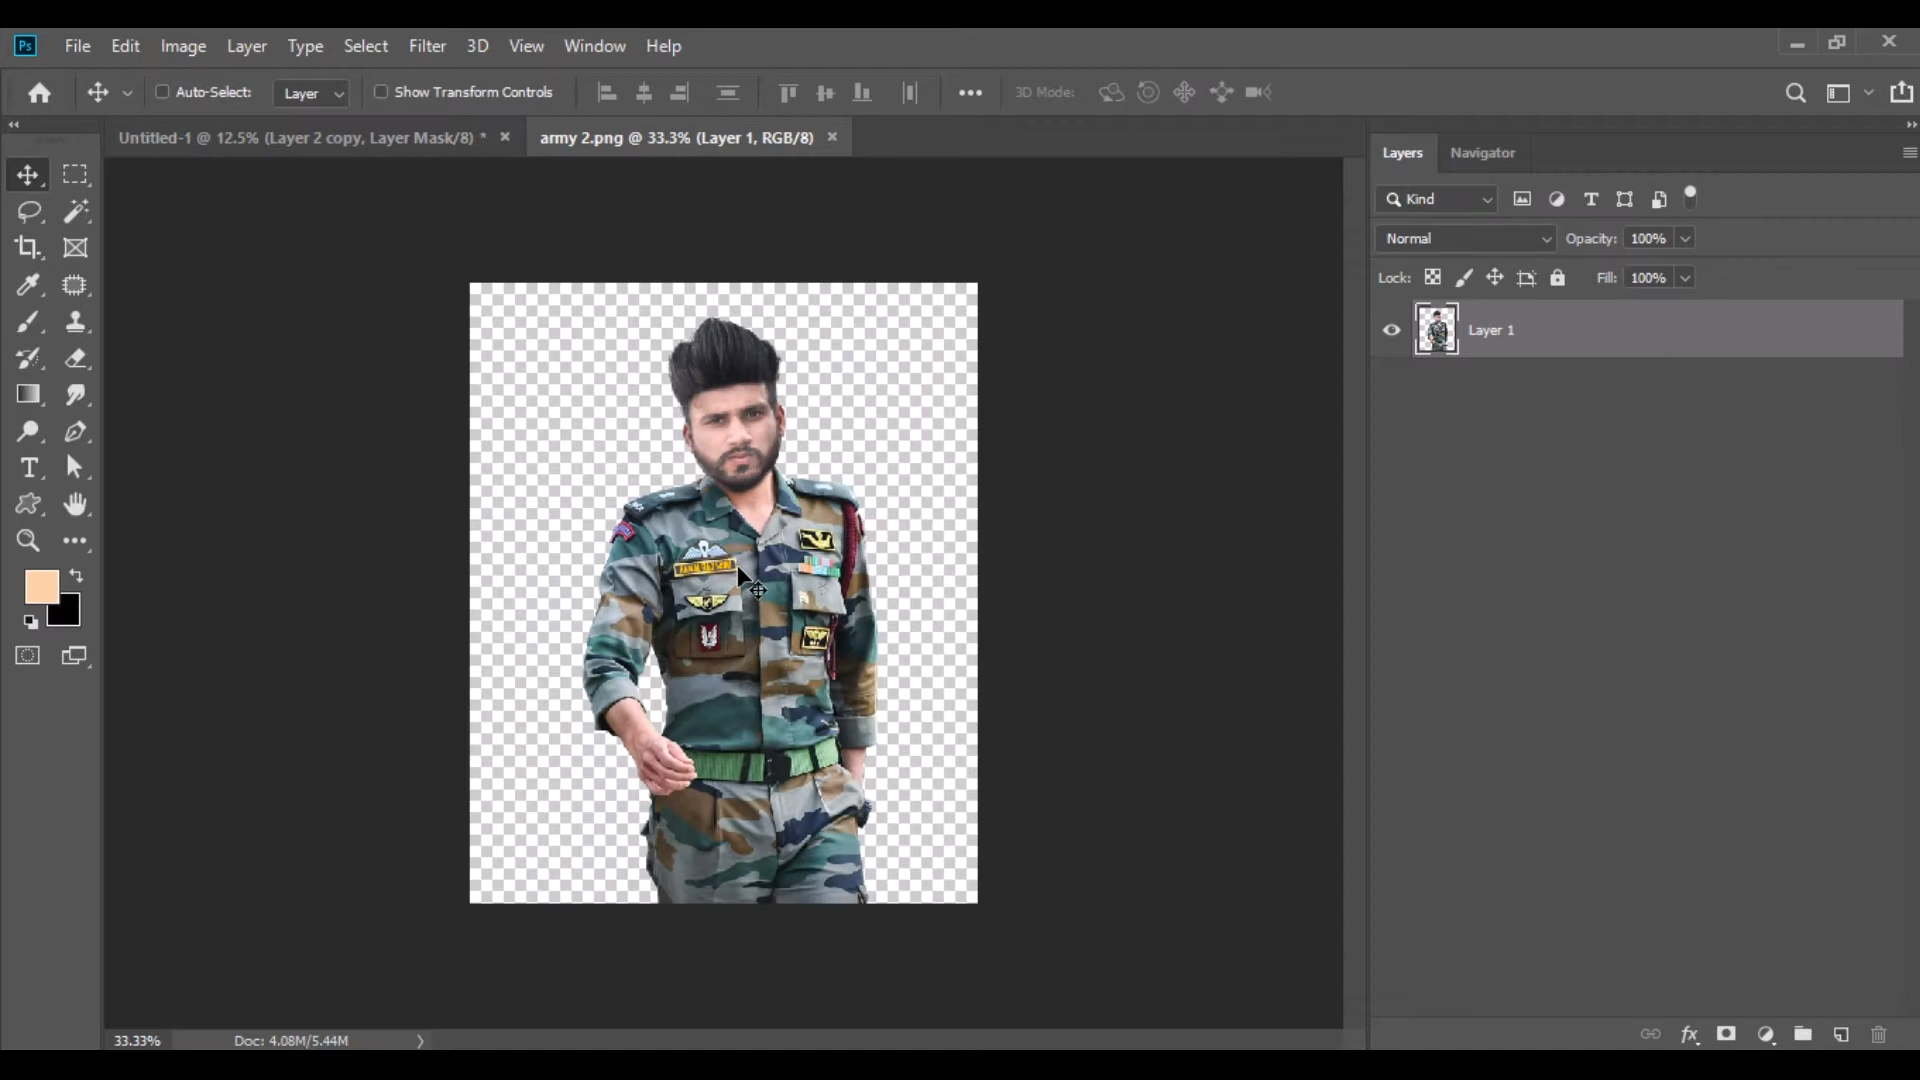 Ps File Edit Image Layer Type Select Filter 3D View Window Help
Auto-Select: Layer Show Transform Controls 3D Mode:
Untitled-1 @ 12.5% (Layer 2 copy, Layer Mask/8) * army 2.png @ 33.3% (Layer 1, RGB/8)
Layers Navigator
Kind
Normal Opacity: 100%
Lock: Fill: 100%
Layer 1
33.33% Doc: 4.08M/5.44M